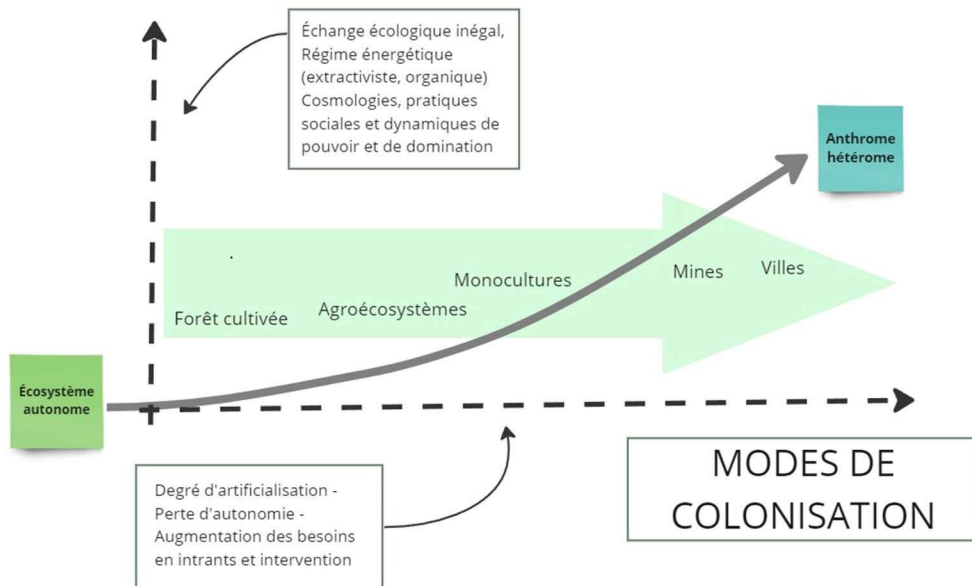 Échange écologique inégal,
Régime énergétique
(extractiviste, organique)
Cosmologies, pratiques
sociales et dynamiques de
pouvoir et de domination
Anthrome
hétérome
Monocultures
Mines
Villes
Agroécosystèmes
Forêt cultivée
Écosystème
autonome
MODES DE
COLONISATION
Degré d'artificialisation -
Perte d'autonomie -
Augmentation des besoins
en intrants et intervention